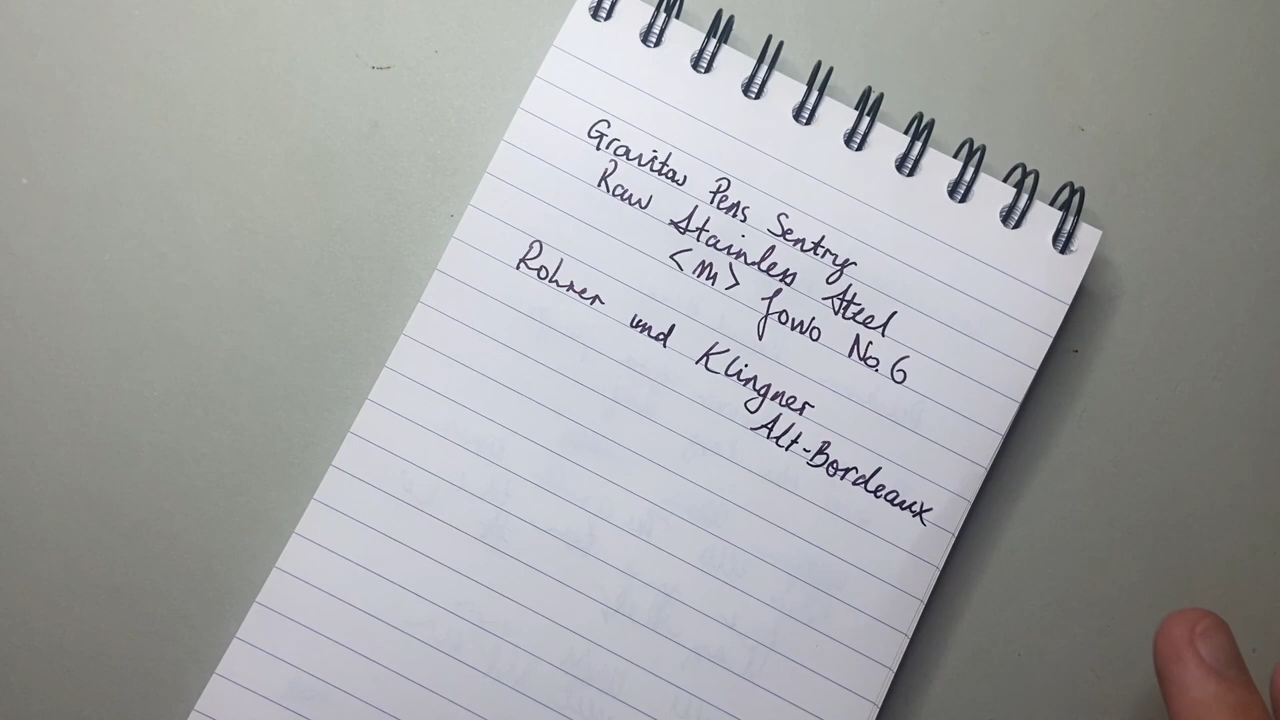 Gravitas Pens Sentry
Raw Stainless Steel
<M> Jowo No.6
Rohrer und Klingner
Alt-Bordeaux